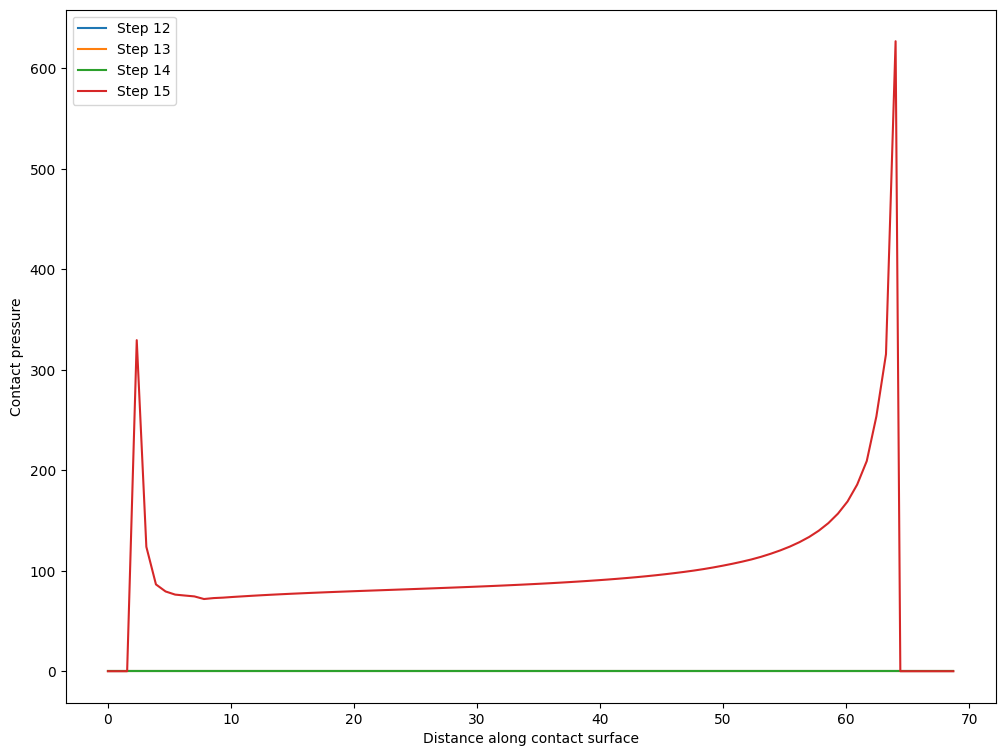 Step 12
Step 13
Step 14
Step 15
Contact pressure
600
500
400
300
200
100
0
0 10 20 30 40 50 60 70
Distance along contact surface